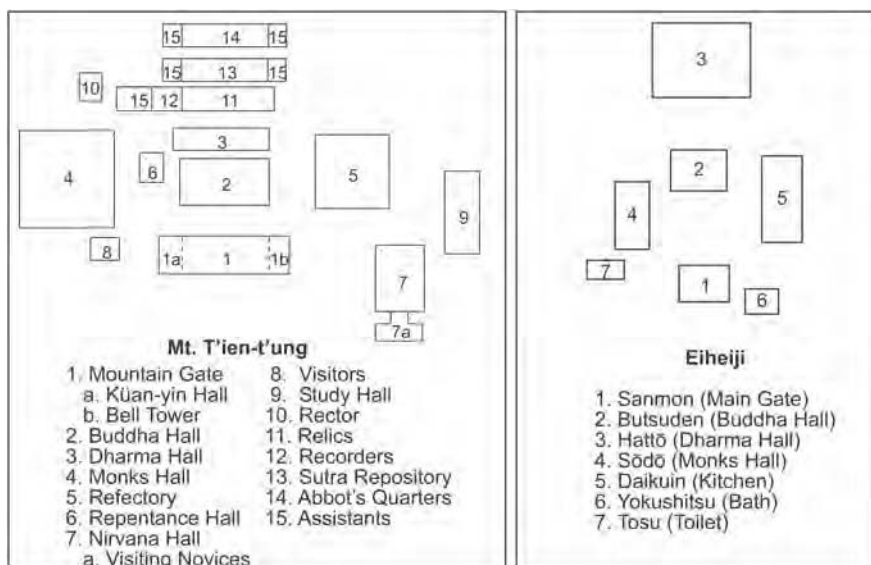 15 14 15
15 13 15
10
15 12 11
3
4
6
2
5
9
8
1a 1 1b
7
7a
Mt. T'ien-t'ung
1. Mountain Gate
a. Küan-yin Hall
b. Bell Tower
2. Buddha Hall
3. Dharma Hall
4. Monks Hall
5. Refectory
6. Repentance Hall
7. Nirvana Hall
a. Visiting Novices
8. Visitors
9. Study Hall
10. Rector
11. Relics
12. Recorders
13. Sutra Repository
14. Abbot's Quarters
15. Assistants
3
2
4
5
7
1
6
Eiheiji
1. Sanmon (Main Gate)
2. Butsuden (Buddha Hall)
3. Hattō (Dharma Hall)
4. Sōdō (Monks Hall)
5. Daikuin (Kitchen)
6. Yokushitsu (Bath)
7. Tosu (Toilet)